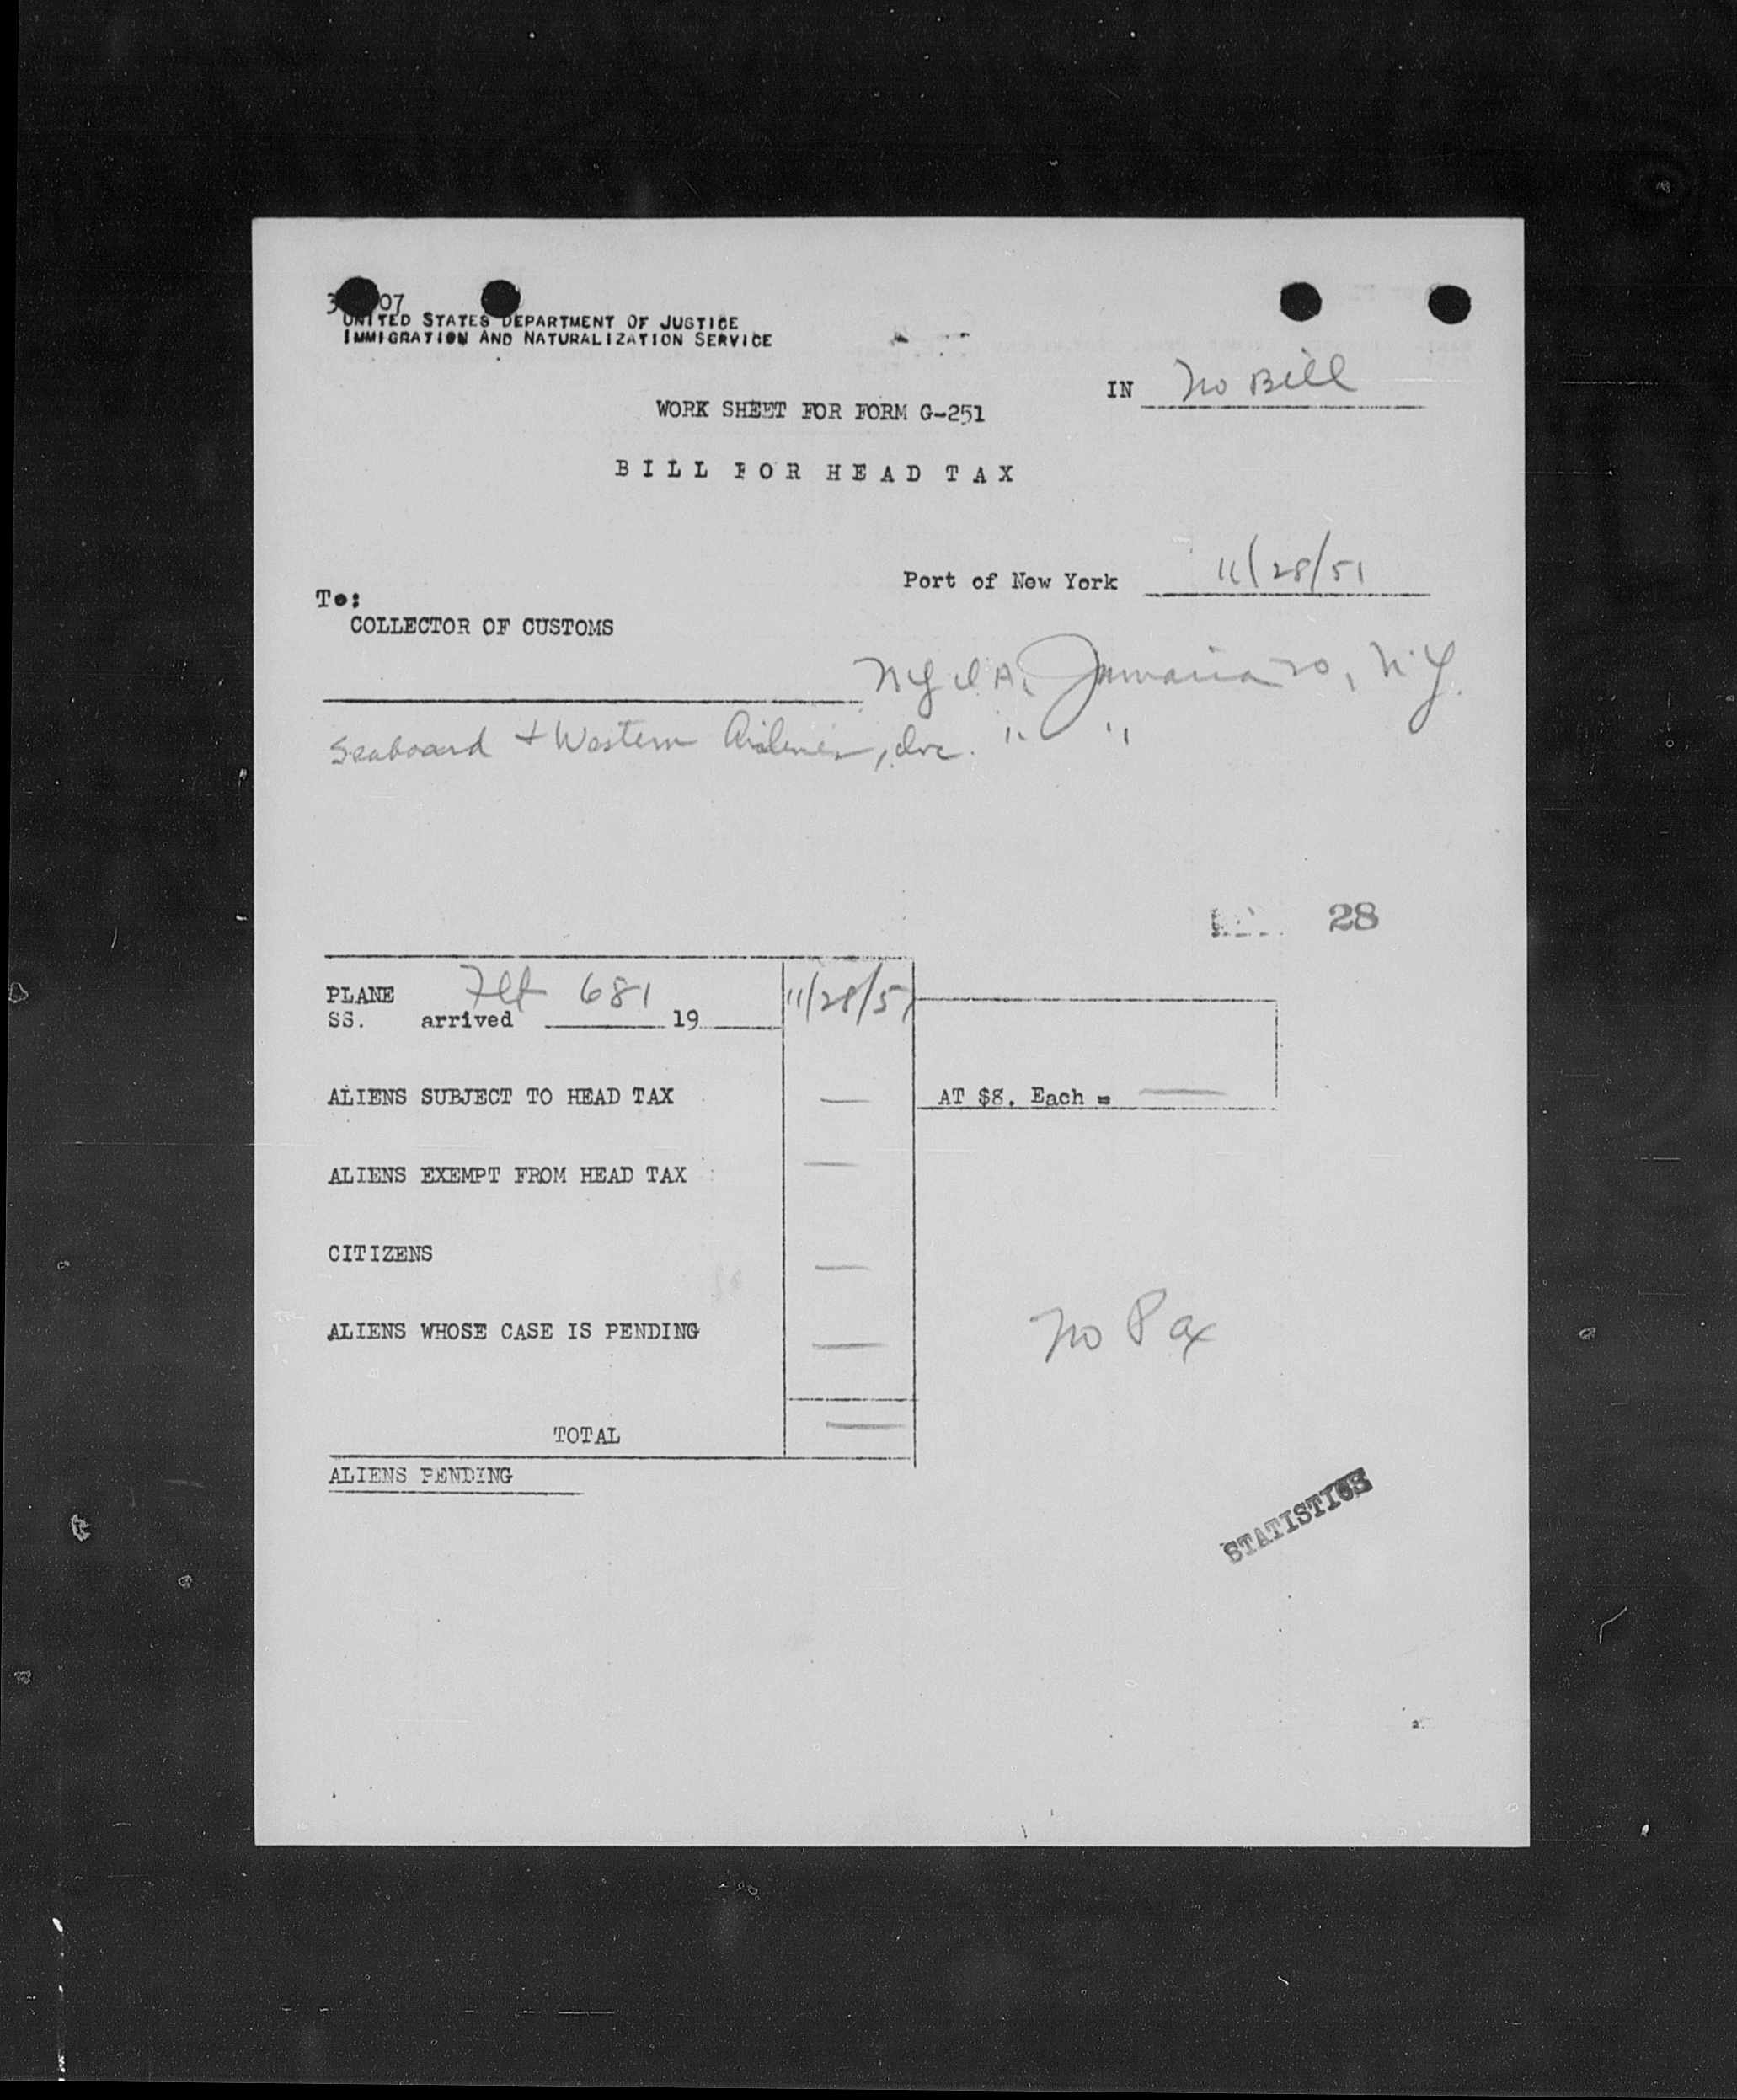 07
UNITED STATES DEPARTMENT OF JUSTICE
IMMIGRATION AND NATURALIZATION SERVICE
IN No Bill
WORK SHEET FOR FORM G-251
BILL FOR HEAD TAX
Port of New York 11/28/51
To:
COLLECTOR OF CUSTOMS
NYIA, Jamaica 20, N.Y.
Seaboard + Western Airlines, Inc. " "
28
PLANE Flt 681 11/28/51
SS. arrived 19
ALIENS SUBJECT TO HEAD TAX — AT $8. Each = —
ALIENS EXEMPT FROM HEAD TAX —
CITIZENS —
ALIENS WHOSE CASE IS PENDING —
No Pax
TOTAL —
ALIENS PENDING
STATISTICS